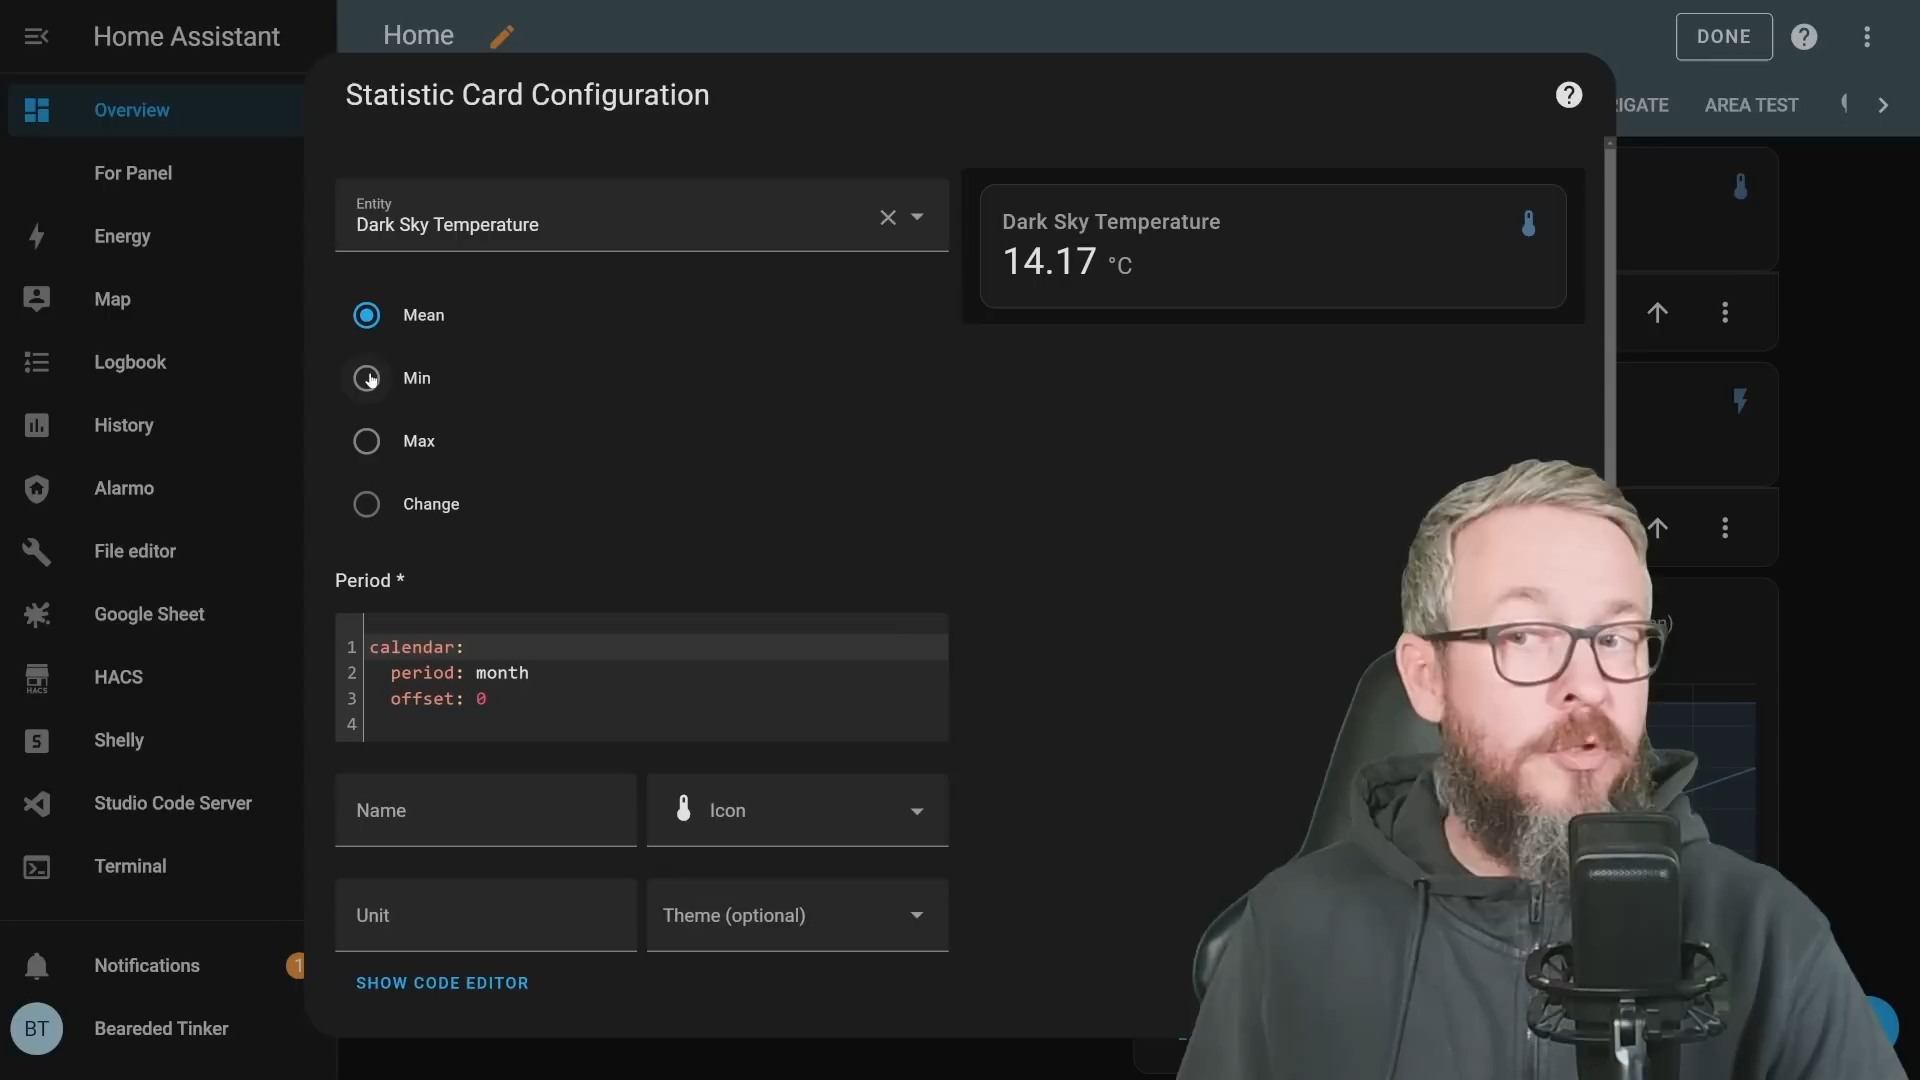 Home Assistant
Home
DONE
Statistic Card Configuration
Overview
For Panel
Energy
Map
Logbook
History
Alarmo
File editor
Google Sheet
HACS
HACS
Shelly
Studio Code Server
Terminal
Notifications
1
BT
Beareded Tinker
IGATE
AREA TEST
Entity
Dark Sky Temperature
Dark Sky Temperature
14.17 °C
Mean
Min
Max
Change
Period *
1 calendar:
2 period: month
3 offset: 0
4
Name
Icon
Unit
Theme (optional)
SHOW CODE EDITOR